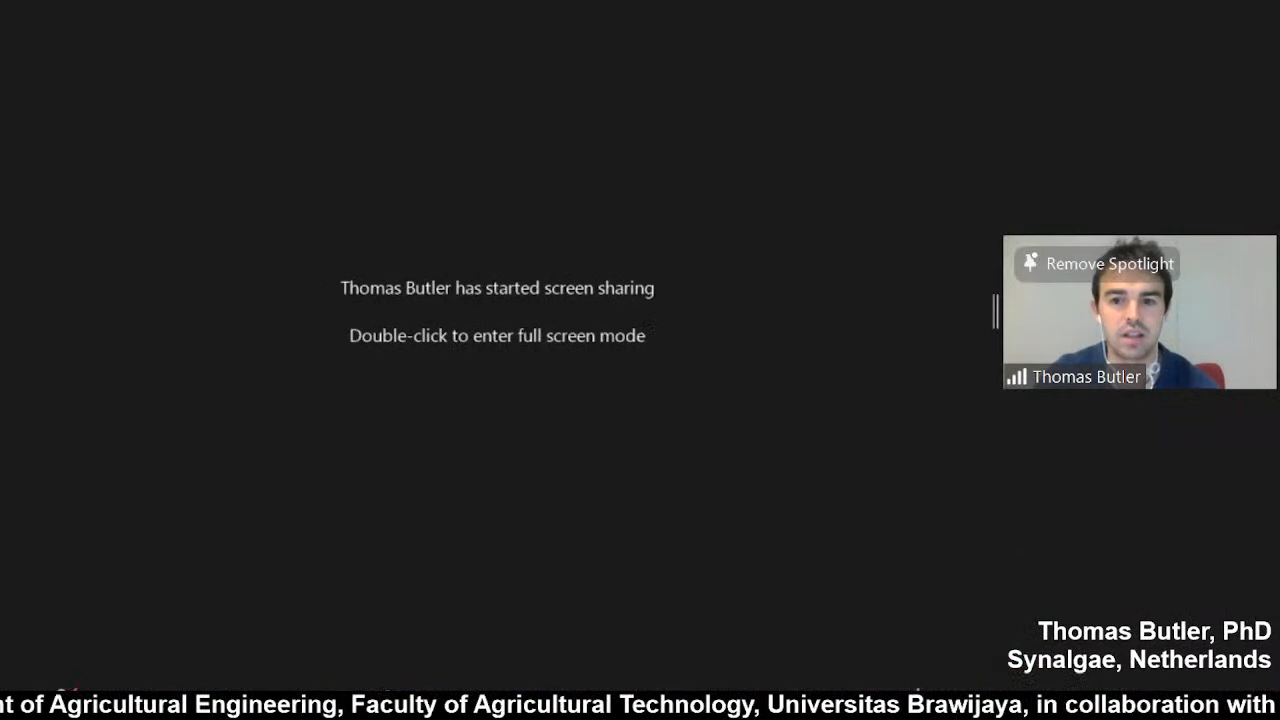 Thomas Butler has started screen sharing
Double-click to enter full screen mode
Remove Spotlight
Thomas Butler
Thomas Butler, PhD
Synalgae, Netherlands
nt of Agricultural Engineering, Faculty of Agricultural Technology, Universitas Brawijaya, in collaboration with